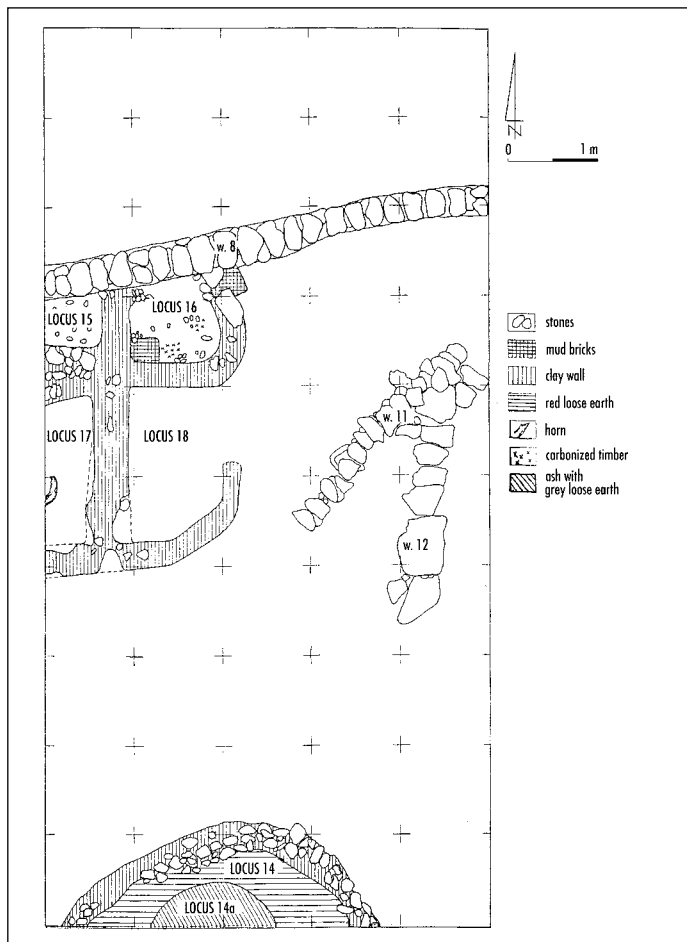 N
0 1 m
w. 8
LOCUS 15
LOCUS 16
stones
mud bricks
clay wall
red loose earth
horn
carbonized timber
ash with
grey loose earth
w. 11
LOCUS 17
LOCUS 18
w. 12
LOCUS 14
LOCUS 14a